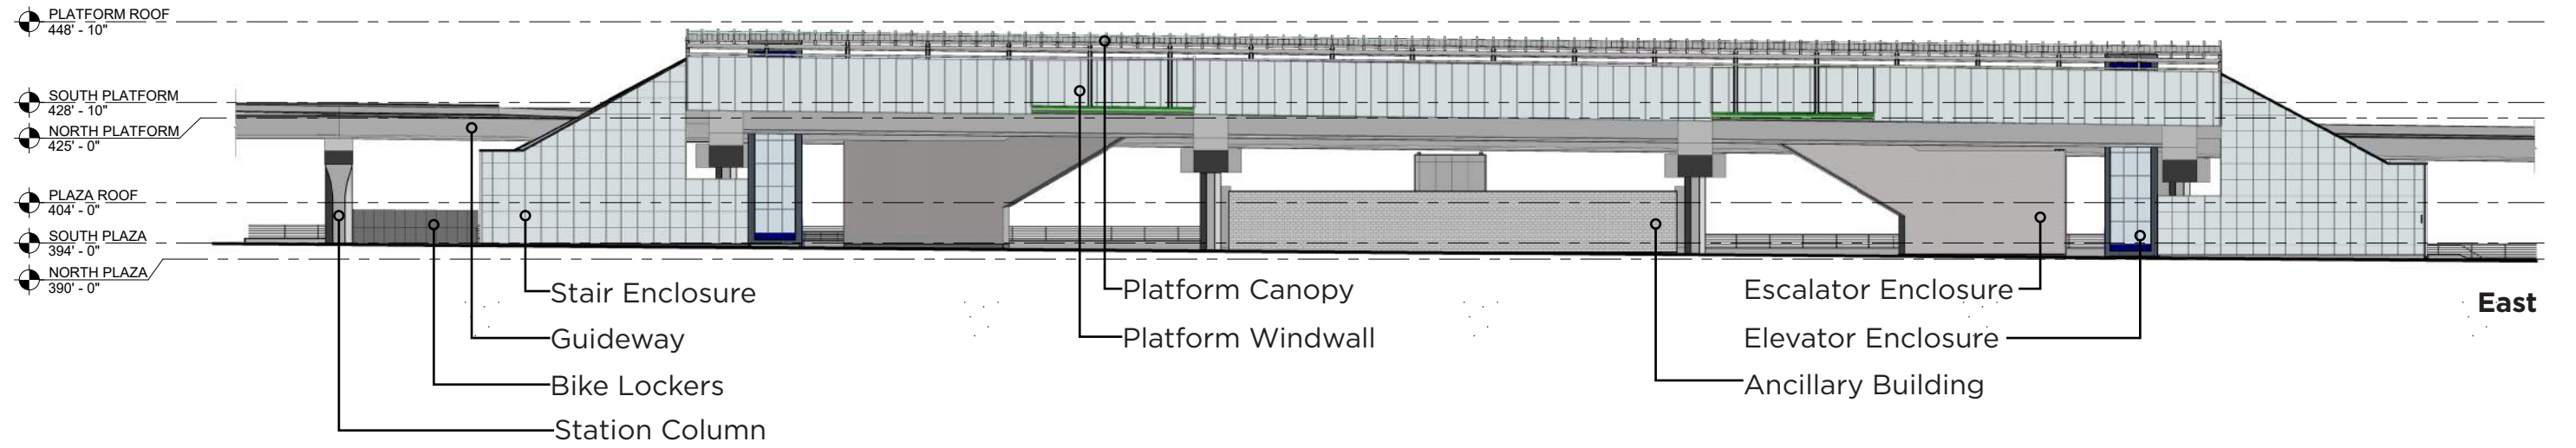 PLATFORM ROOF
448' - 10"
SOUTH PLATFORM
428' - 10"
NORTH PLATFORM
425' - 0"
PLAZA ROOF
404' - 0"
SOUTH PLAZA
394' - 0"
NORTH PLAZA
390' - 0"
Stair Enclosure
Guideway
Bike Lockers
Station Column
Platform Canopy
Platform Windwall
Escalator Enclosure
Elevator Enclosure
Ancillary Building
East